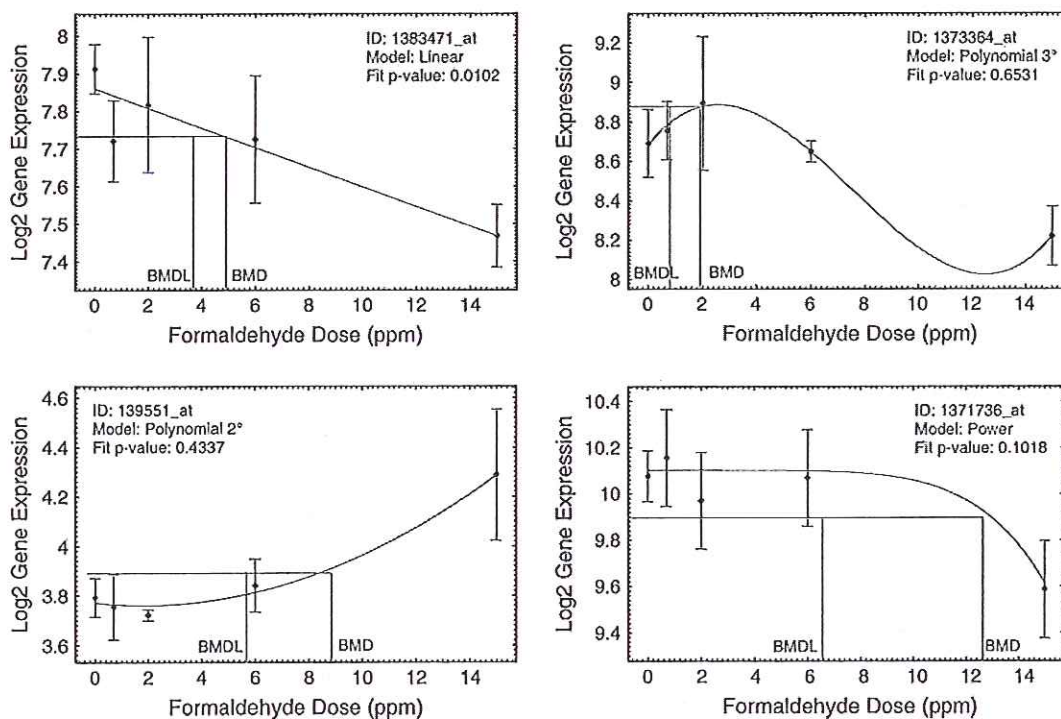 ID: 1383471_at
Model: Linear
Fit p-value: 0.0102
Log2 Gene Expression
8
7.9
7.8
7.7
7.6
7.5
7.4
BMDL
BMD
0
2
4
6
8
10
12
14
Formaldehyde Dose (ppm)
ID: 1373364_at
Model: Polynomial 3°
Fit p-value: 0.6531
Log2 Gene Expression
9.2
9
8.8
8.6
8.4
8.2
8
BMDL
BMD
0
2
4
6
8
10
12
14
Formaldehyde Dose (ppm)
ID: 139551_at
Model: Polynomial 2°
Fit p-value: 0.4337
Log2 Gene Expression
4.6
4.4
4.2
4
3.8
3.6
BMDL
BMD
0
2
4
6
8
10
12
14
Formaldehyde Dose (ppm)
ID: 1371736_at
Model: Power
Fit p-value: 0.1018
Log2 Gene Expression
10.4
10.2
10.0
9.8
9.6
9.4
BMDL
BMD
0
2
4
6
8
10
12
14
Formaldehyde Dose (ppm)